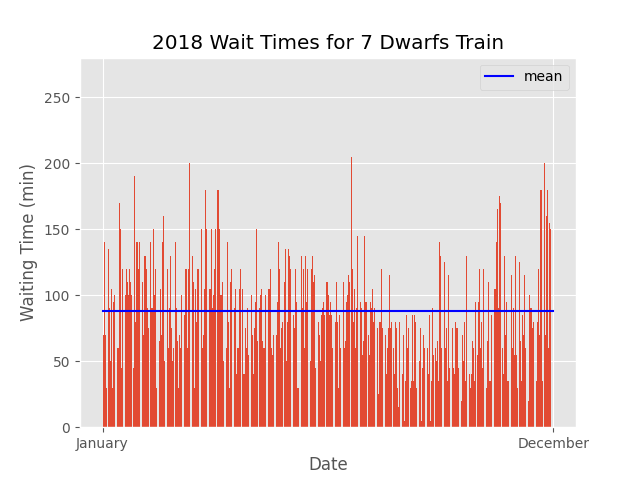 2018 Wait Times for 7 Dwarfs Train
mean
250
200
150
100
50
0
Waiting Time (min)
January
December
Date